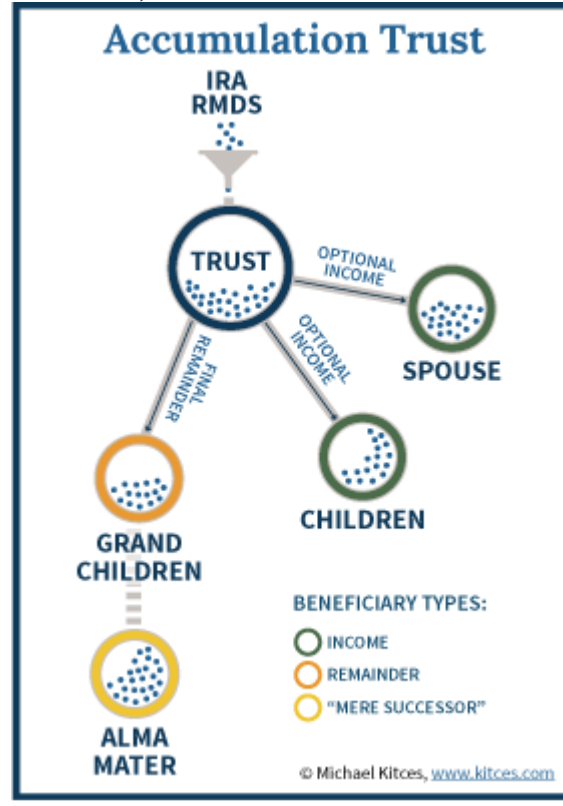 Accumulation Trust
IRA
RMDS
TRUST
OPTIONAL
INCOME
SPOUSE
OPTIONAL
INCOME
CHILDREN
FINAL
REMAINDER
GRAND
CHILDREN
ALMA
MATER
BENEFICIARY TYPES:
INCOME
REMAINDER
"MERE SUCCESSOR"
© Michael Kitces, www.kitces.com